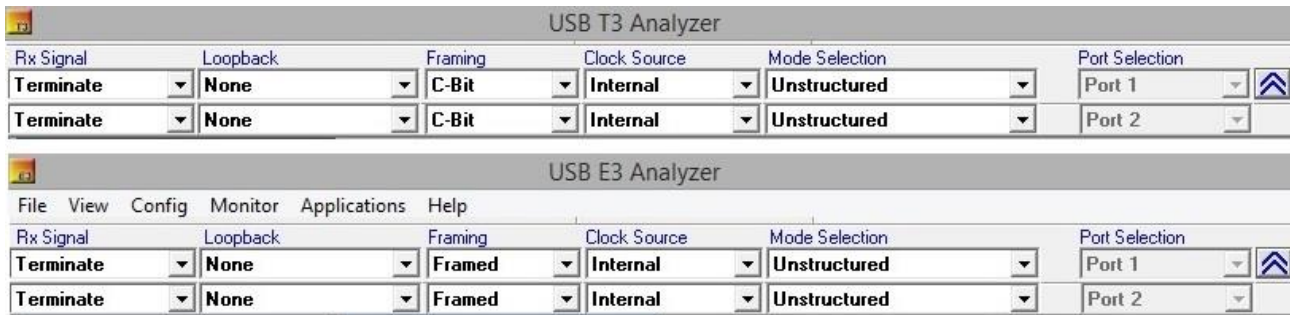 T3 USB T3 Analyzer
Rx Signal Loopback Framing Clock Source Mode Selection Port Selection
Terminate None C-Bit Internal Unstructured Port 1
Terminate None C-Bit Internal Unstructured Port 2
E3 USB E3 Analyzer
File View Config Monitor Applications Help
Rx Signal Loopback Framing Clock Source Mode Selection Port Selection
Terminate None Framed Internal Unstructured Port 1
Terminate None Framed Internal Unstructured Port 2